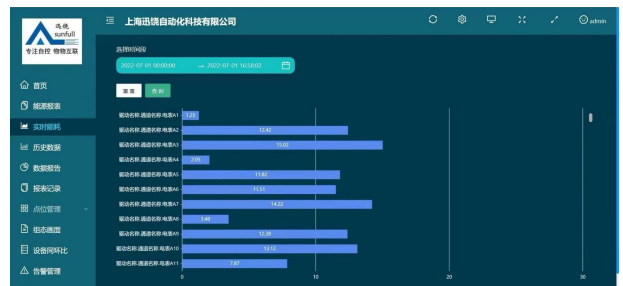 迅饶
sunfull
专注自控 物物互联
上海迅饶自动化科技有限公司
admin
首页
能源报表
实时能耗
历史数据
数据报告
报表记录
点位管理
组态画面
设备同环比
告警管理
选择时间段
2022-07-01 00:00:00 2022-07-01 16:58:02
重置 查询
驱动名称.通道名称.电表A1 1.23
驱动名称.通道名称.电表A2 12.42
驱动名称.通道名称.电表A3 15.02
驱动名称.通道名称.电表A4 2.05
驱动名称.通道名称.电表A5 11.82
驱动名称.通道名称.电表A6 11.51
驱动名称.通道名称.电表A7 14.22
驱动名称.通道名称.电表A8 3.48
驱动名称.通道名称.电表A9 12.38
驱动名称.通道名称.电表A10 13.12
驱动名称.通道名称.电表A11 7.87
0 10 20 30